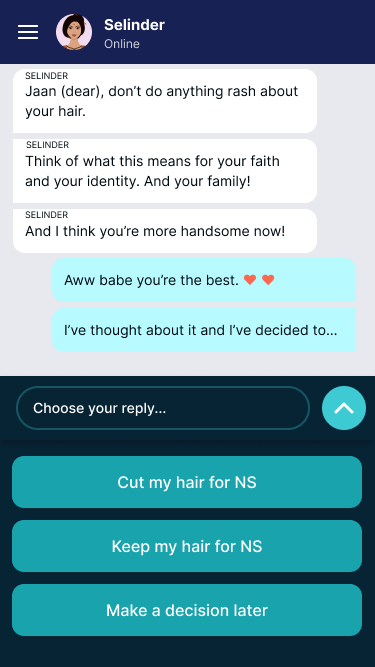 Selinder
Online
SELINDER
Jaan (dear), don’t do anything rash about
your hair.
SELINDER
Think of what this means for your faith
and your identity. And your family!
SELINDER
And I think you’re more handsome now!
Aww babe you’re the best. ❤️ ❤️
I’ve thought about it and I’ve decided to...
Choose your reply...
Cut my hair for NS
Keep my hair for NS
Make a decision later